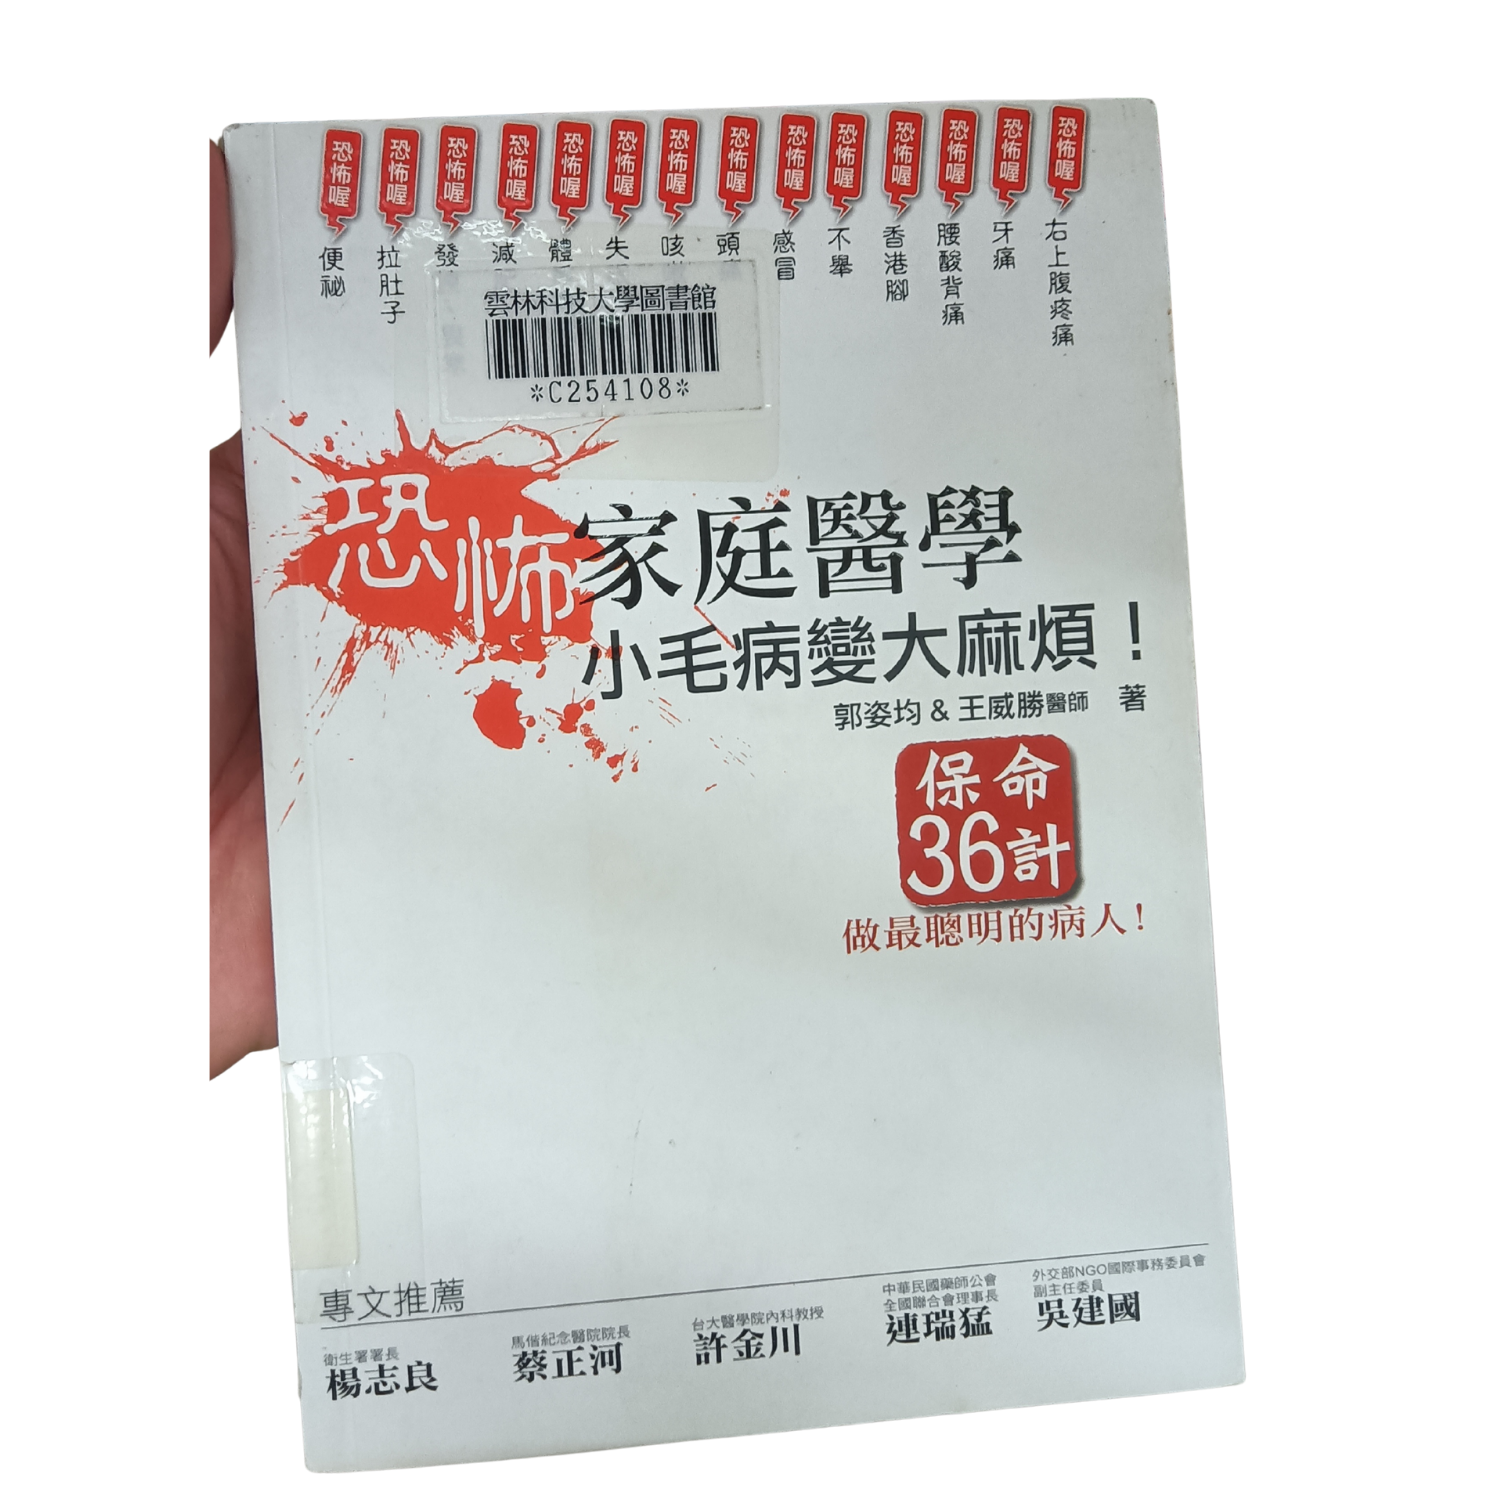 恐怖喔 恐怖喔 恐怖喔 恐怖喔 恐怖喔 恐怖喔 恐怖喔 恐怖喔 恐怖喔 恐怖喔 恐怖喔 恐怖喔 恐怖喔 恐怖喔
右上腹疼痛
牙痛
腰酸背痛
香港腳
不舉
感冒
頭
咳
失
體
減
發
拉肚子
便祕
雲林科技大學圖書館
*C254108*
恐怖家庭醫學
小毛病變大麻煩！
郭姿均 & 王威勝醫師 著
保命
36計
做最聰明的病人！
專文推薦
衛生署署長
楊志良
馬偕紀念醫院院長
蔡正河
台大醫學院內科教授
許金川
中華民國藥師公會
全國聯合會理事長
連瑞猛
外交部NGO國際事務委員會
副主任委員
吳建國